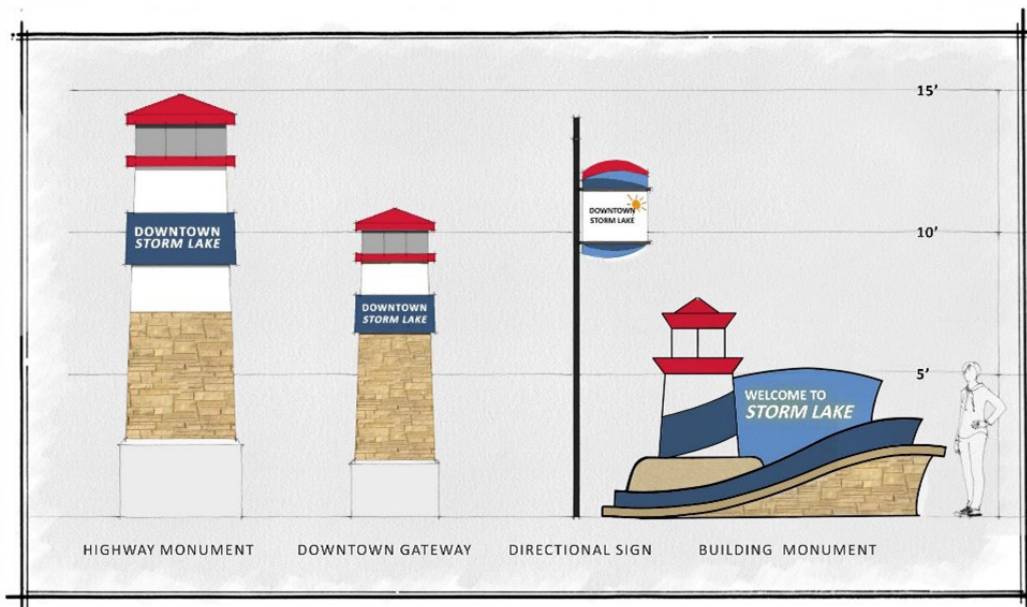 15'
DOWNTOWN
STORM LAKE
DOWNTOWN
STORM LAKE
10'
DOWNTOWN
STORM LAKE
5'
WELCOME TO
STORM LAKE
HIGHWAY MONUMENT
DOWNTOWN GATEWAY
DIRECTIONAL SIGN
BUILDING MONUMENT